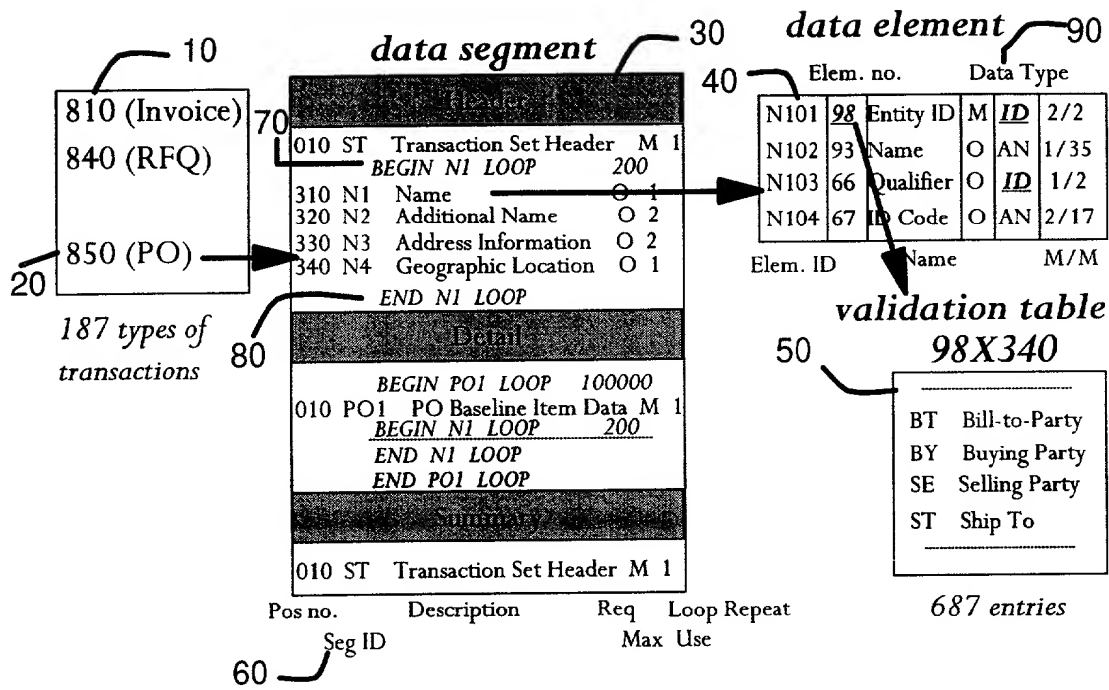 10
810 (Invoice)
840 (RFQ)
850 (PO)
20
187 types of
transactions
data segment
30
Header
70
010 ST Transaction Set Header M 1
BEGIN N1 LOOP 200
310 N1 Name O 1
320 N2 Additional Name O 2
330 N3 Address Information O 2
340 N4 Geographic Location O 1
END N1 LOOP
80
Detail
BEGIN PO1 LOOP 100000
010 PO1 PO Baseline Item Data M 1
BEGIN N1 LOOP 200
END N1 LOOP
END PO1 LOOP
Summary
010 ST Transaction Set Header M 1
Pos no. Description Req Loop Repeat
Seg ID Max Use
60
data element
90
40
Elem. no. Data Type
N101 98 Entity ID M ID 2/2
N102 93 Name O AN 1/35
N103 66 Qualifier O ID 1/2
N104 67 ID Code O AN 2/17
Elem. ID Name M/M
validation table
50
98X340
BT Bill-to-Party
BY Buying Party
SE Selling Party
ST Ship To
687 entries